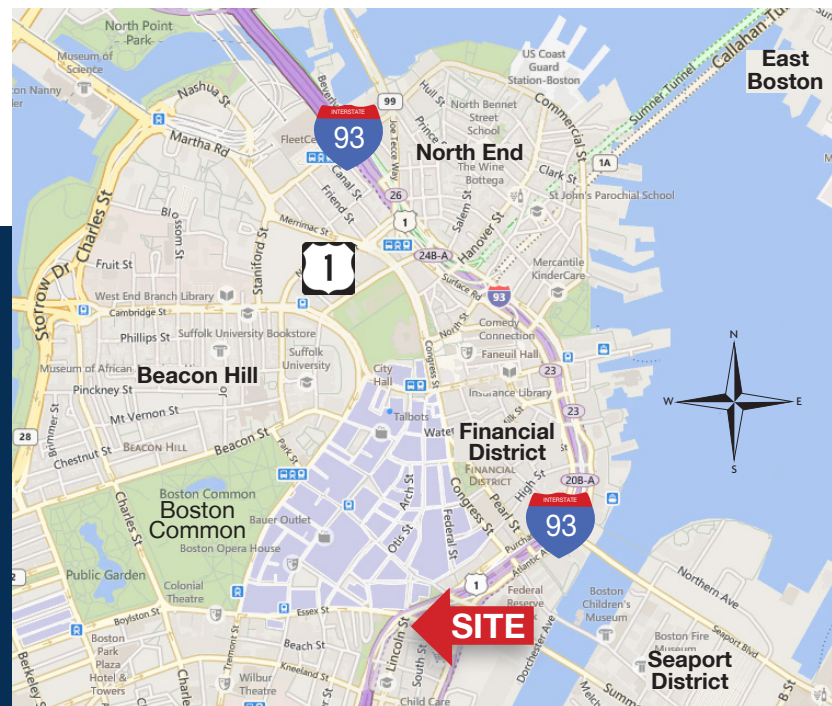 North Point
Park
Museum of
Science
Nashua St
Martha Rd
Storrow Dr
Charles St
Blossom St
Fruit St
Staniford St
West End Branch Library
Cambridge St
Phillips St
Suffolk University Bookstore
Museum of African
Beacon Hill
Pinckney St
Mt Vernon St
Brimmer St
28
BEACON HILL
Chestnut St
Beacon St
Park St
Suffolk
University
INTERSTATE
93
FleetCe
Canal St
Friend St
Merrimac St
1
99
Joe Tecce Way
26
1
24B-A
Surface Rd
93
Hull St
Prince
North Bennet
Street
School
North End
The Wine
Bottega
Salem St
Hanover St
Clark St
Commercial St
US Coast
Guard
Station-Boston
Sumner Tunnel
Callahan Tu
East
Boston
1A
St John's Parochial School
Mercantile
KinderCare
North St
Comedy
Connection
Faneuil Hall
Congress St
City
Hall
Insurance Library
23
23
Talbots
Water
Financial
District
FINANCIAL
DISTRICT
High St
Pearl St
Congress St
Arch St
Otis St
Federal St
20B-A
INTERSTATE
93
Purcha
Atlantic A
1
Boston Common
Boston
Common
Bauer Outlet
Boston Opera House
Public Garden
Charles St
Colonial
Theatre
Boylston St
Essex St
Beach St
Tremont St
Kneeland St
Boston
Park
Plaza
Hotel &
Towers
Berkeley St
Wilbur
Theatre
Lincoln St
South St
Child Care
SITE
Federal
Reserve
Dorchester Ave
Boston
Children's
Museum
Northern Ave
Seaport Blvd
Boston Fire
Seaport
District
Summ
Melch
B St
N
W
E
S